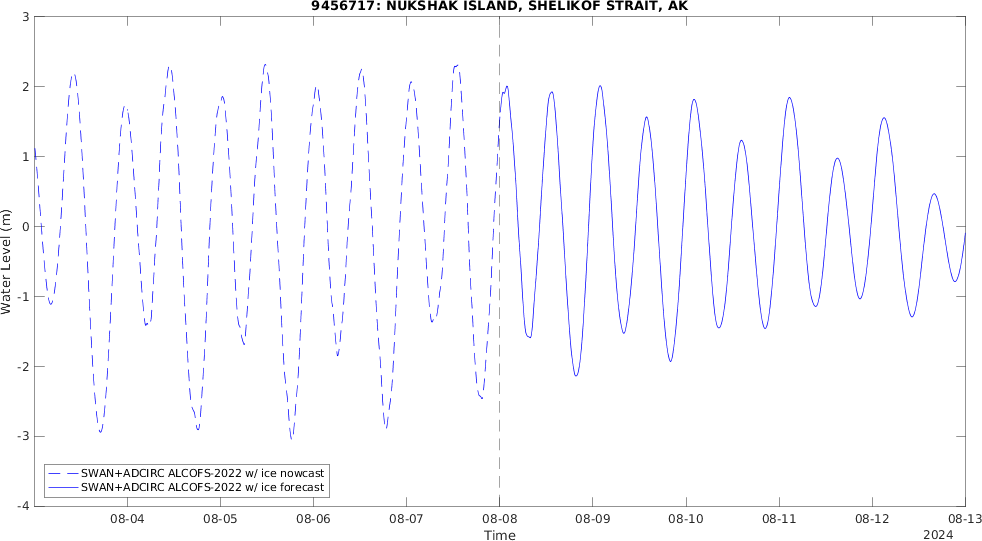 9456717: NUKSHAK ISLAND, SHELIKOF STRAIT, AK
3
2
1
0
-1
-2
-3
-4
Water Level (m)
SWAN+ADCIRC ALCOFS-2022 w/ ice nowcast
SWAN+ADCIRC ALCOFS-2022 w/ ice forecast
08-04 08-05 08-06 08-07 08-08 08-09 08-10 08-11 08-12 08-13
Time
2024